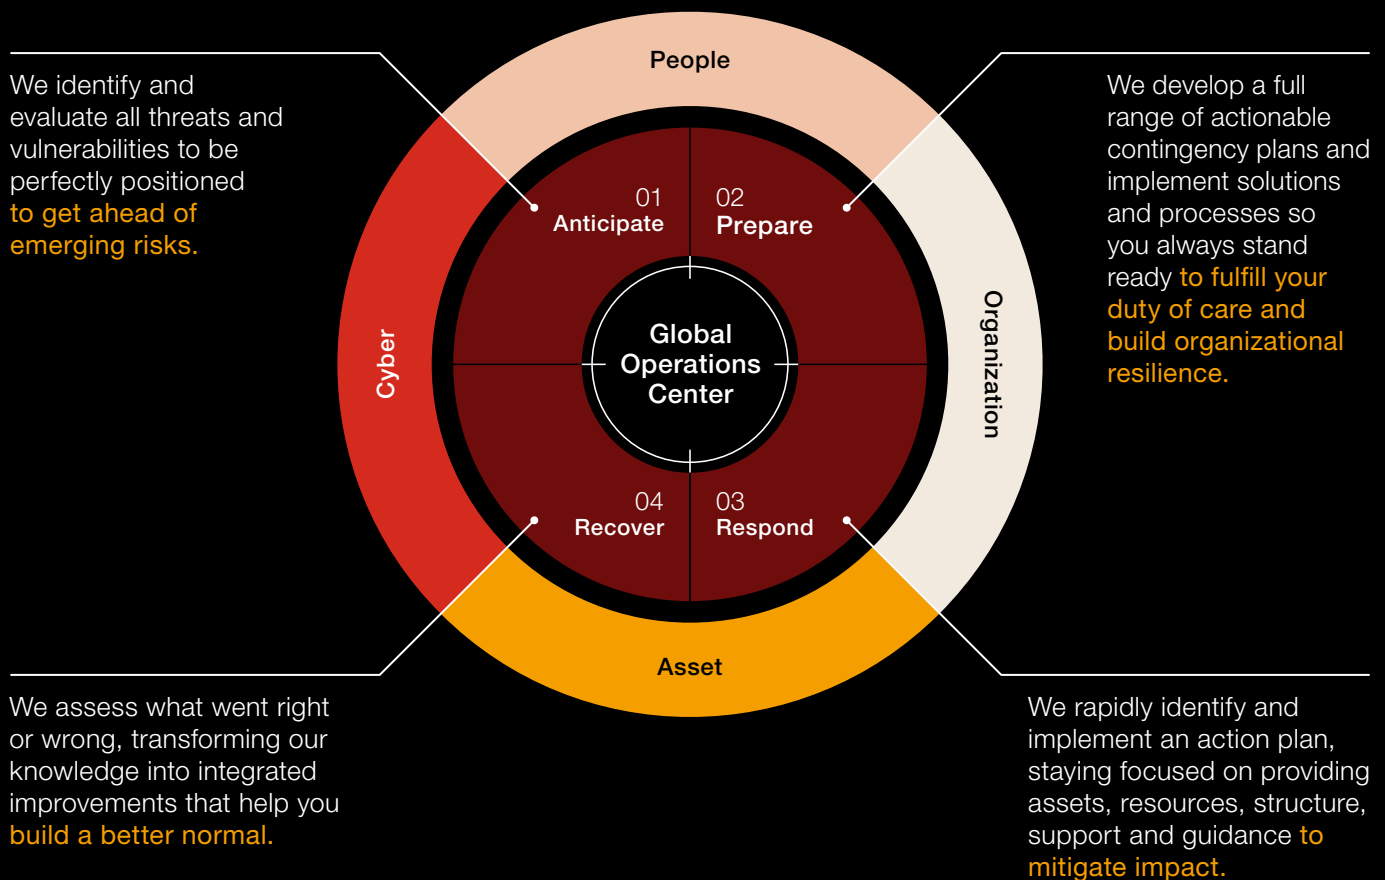 People
We identify and
evaluate all threats and
vulnerabilities to be
perfectly positioned
to get ahead of
emerging risks.
We develop a full
range of actionable
contingency plans and
implement solutions
and processes so
you always stand
ready to fulfill your
duty of care and
build organizational
resilience.
01
Anticipate
02
Prepare
Cyber
Global
Operations
Center
Organization
04
Recover
03
Respond
Asset
We assess what went right
or wrong, transforming our
knowledge into integrated
improvements that help you
build a better normal.
We rapidly identify and
implement an action plan,
staying focused on providing
assets, resources, structure,
support and guidance to
mitigate impact.